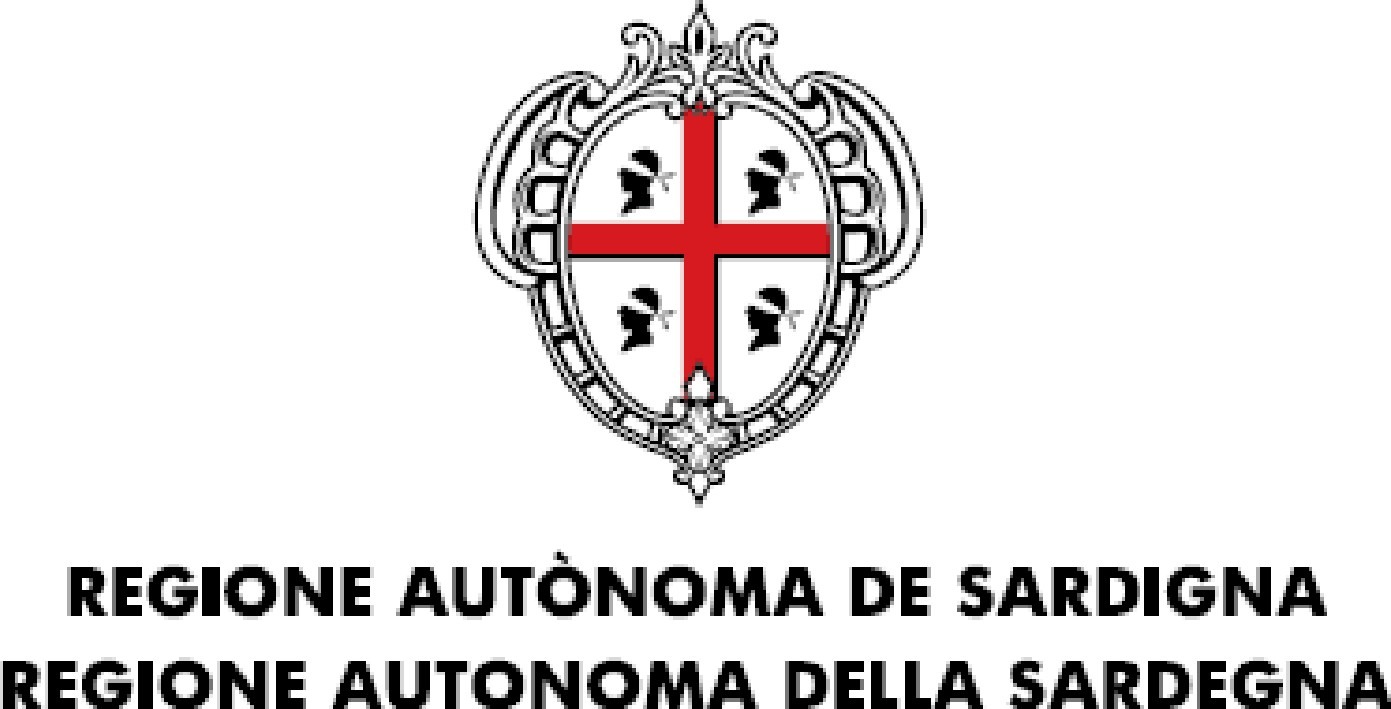 REGIONE AUTÒNOMA DE SARDIGNA
REGIONE AUTONOMA DELLA SARDEGNA